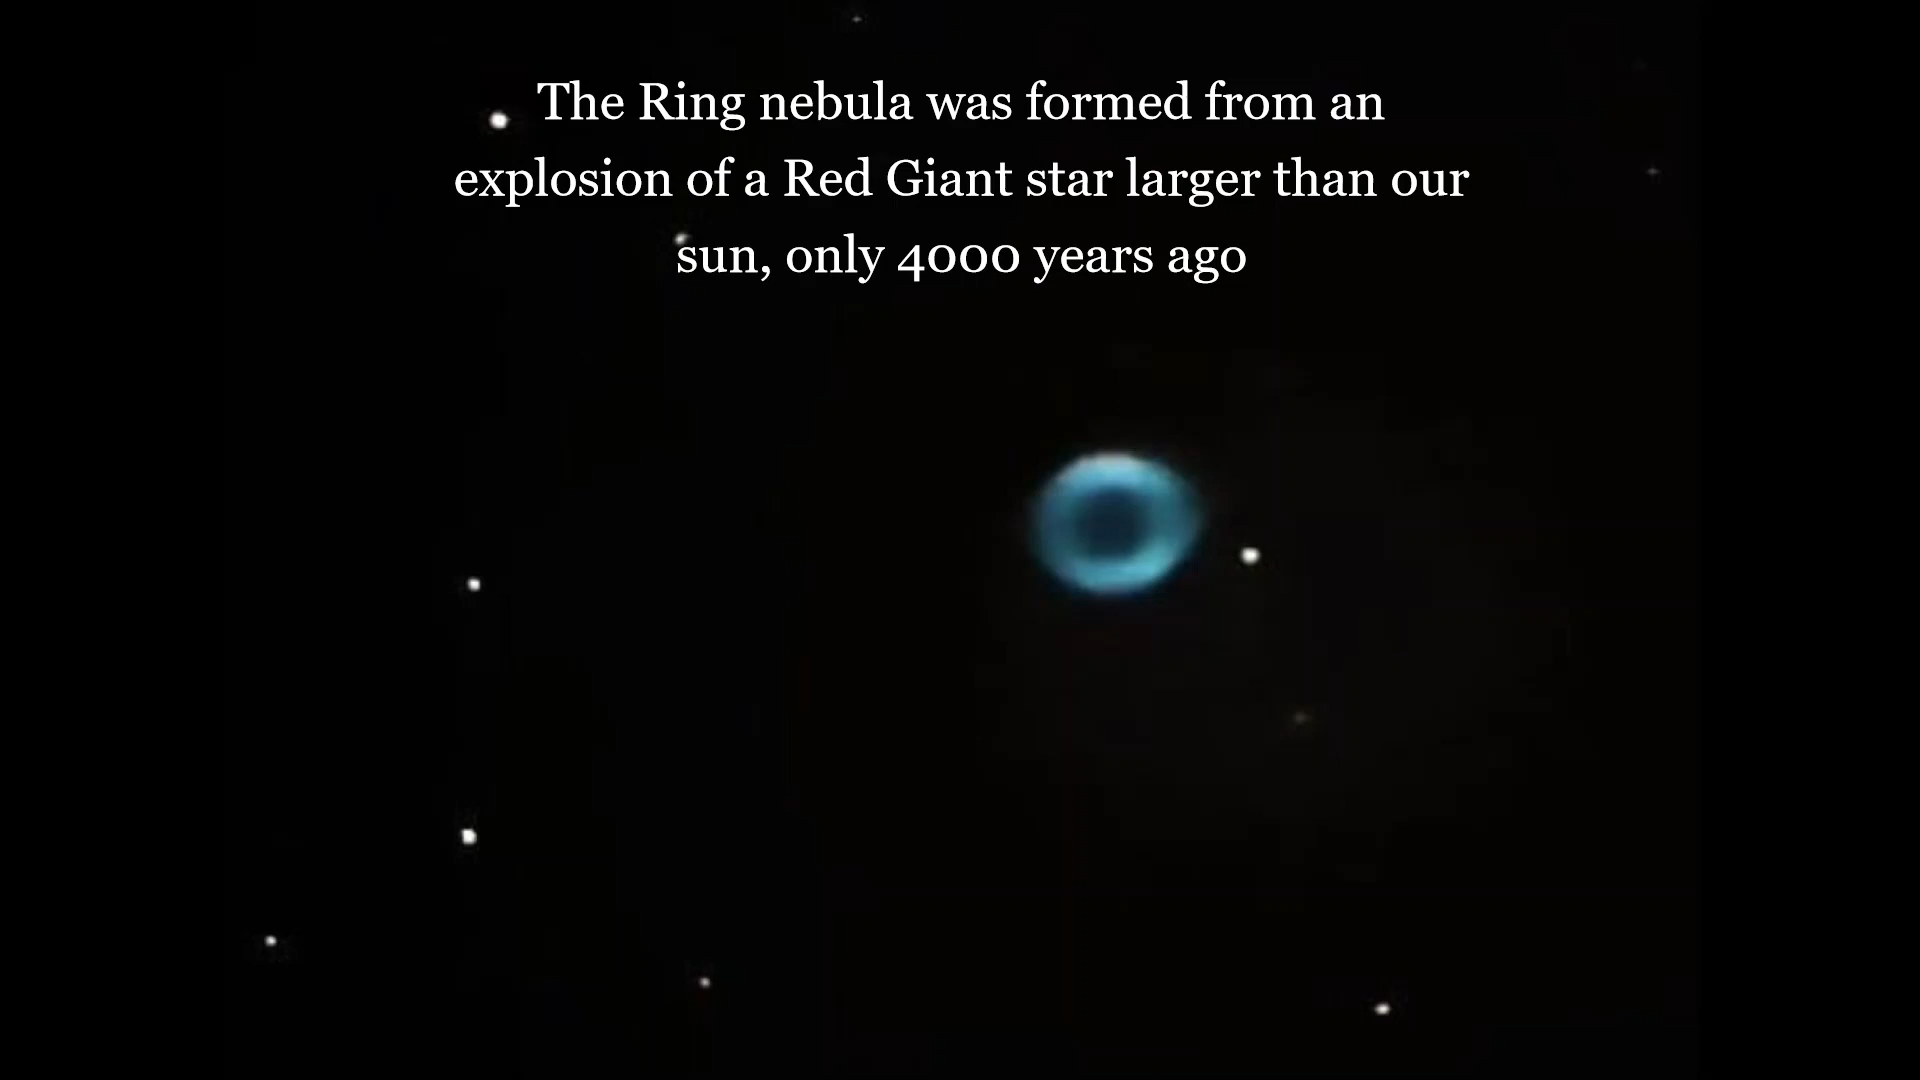 The Ring nebula was formed from an
explosion of a Red Giant star larger than our
sun, only 4000 years ago